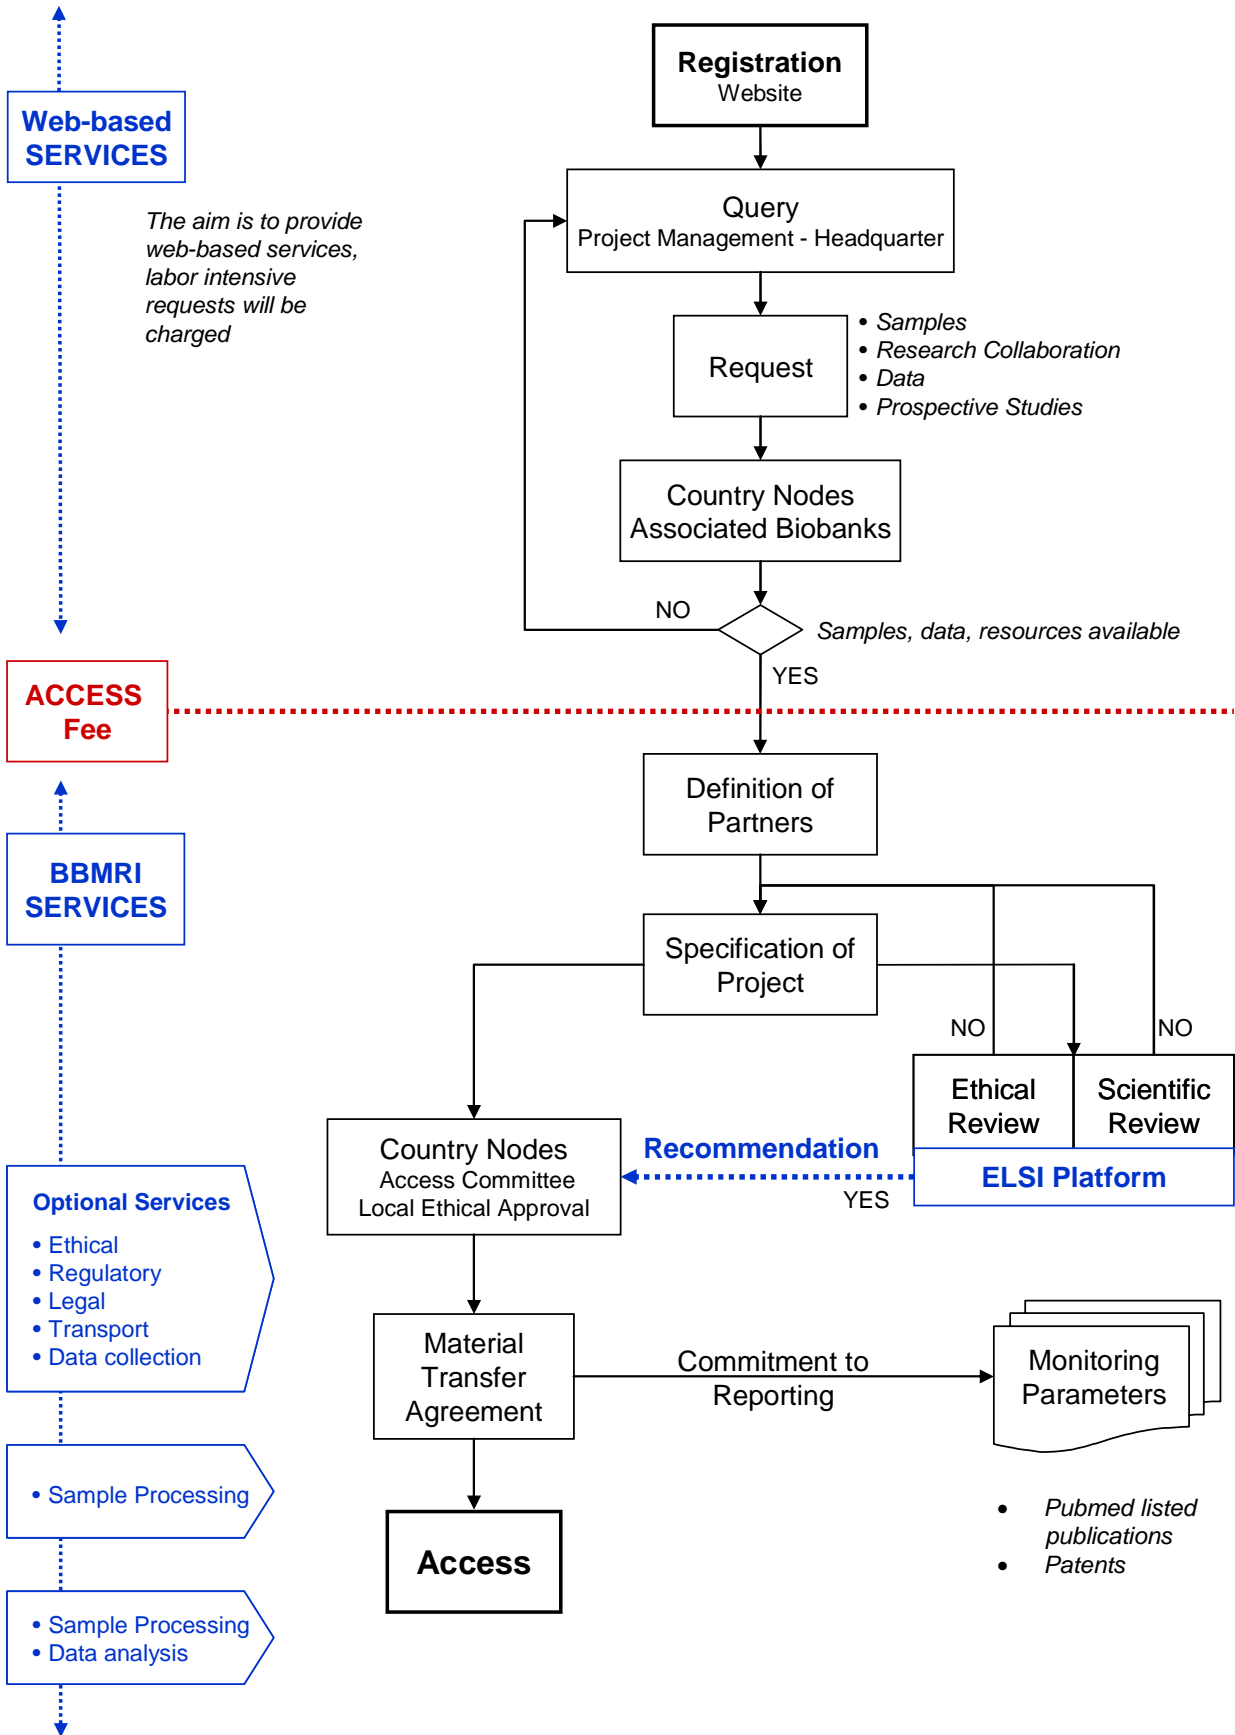 Registration
Website
Web-based
SERVICES
The aim is to provide
web-based services,
labor intensive
requests will be
charged
Query
Project Management - Headquarter
Request
• Samples
• Research Collaboration
• Data
• Prospective Studies
Country Nodes
Associated Biobanks
NO
Samples, data, resources available
YES
ACCESS
Fee
Definition of
Partners
BBMRI
SERVICES
Specification of
Project
NO
NO
Ethical
Review
Scientific
Review
ELSI Platform
Recommendation
YES
Country Nodes
Access Committee
Local Ethical Approval
Optional Services
• Ethical
• Regulatory
• Legal
• Transport
• Data collection
Material
Transfer
Agreement
Commitment to
Reporting
Monitoring
Parameters
• Sample Processing
• Pubmed listed
publications
• Patents
Access
• Sample Processing
• Data analysis